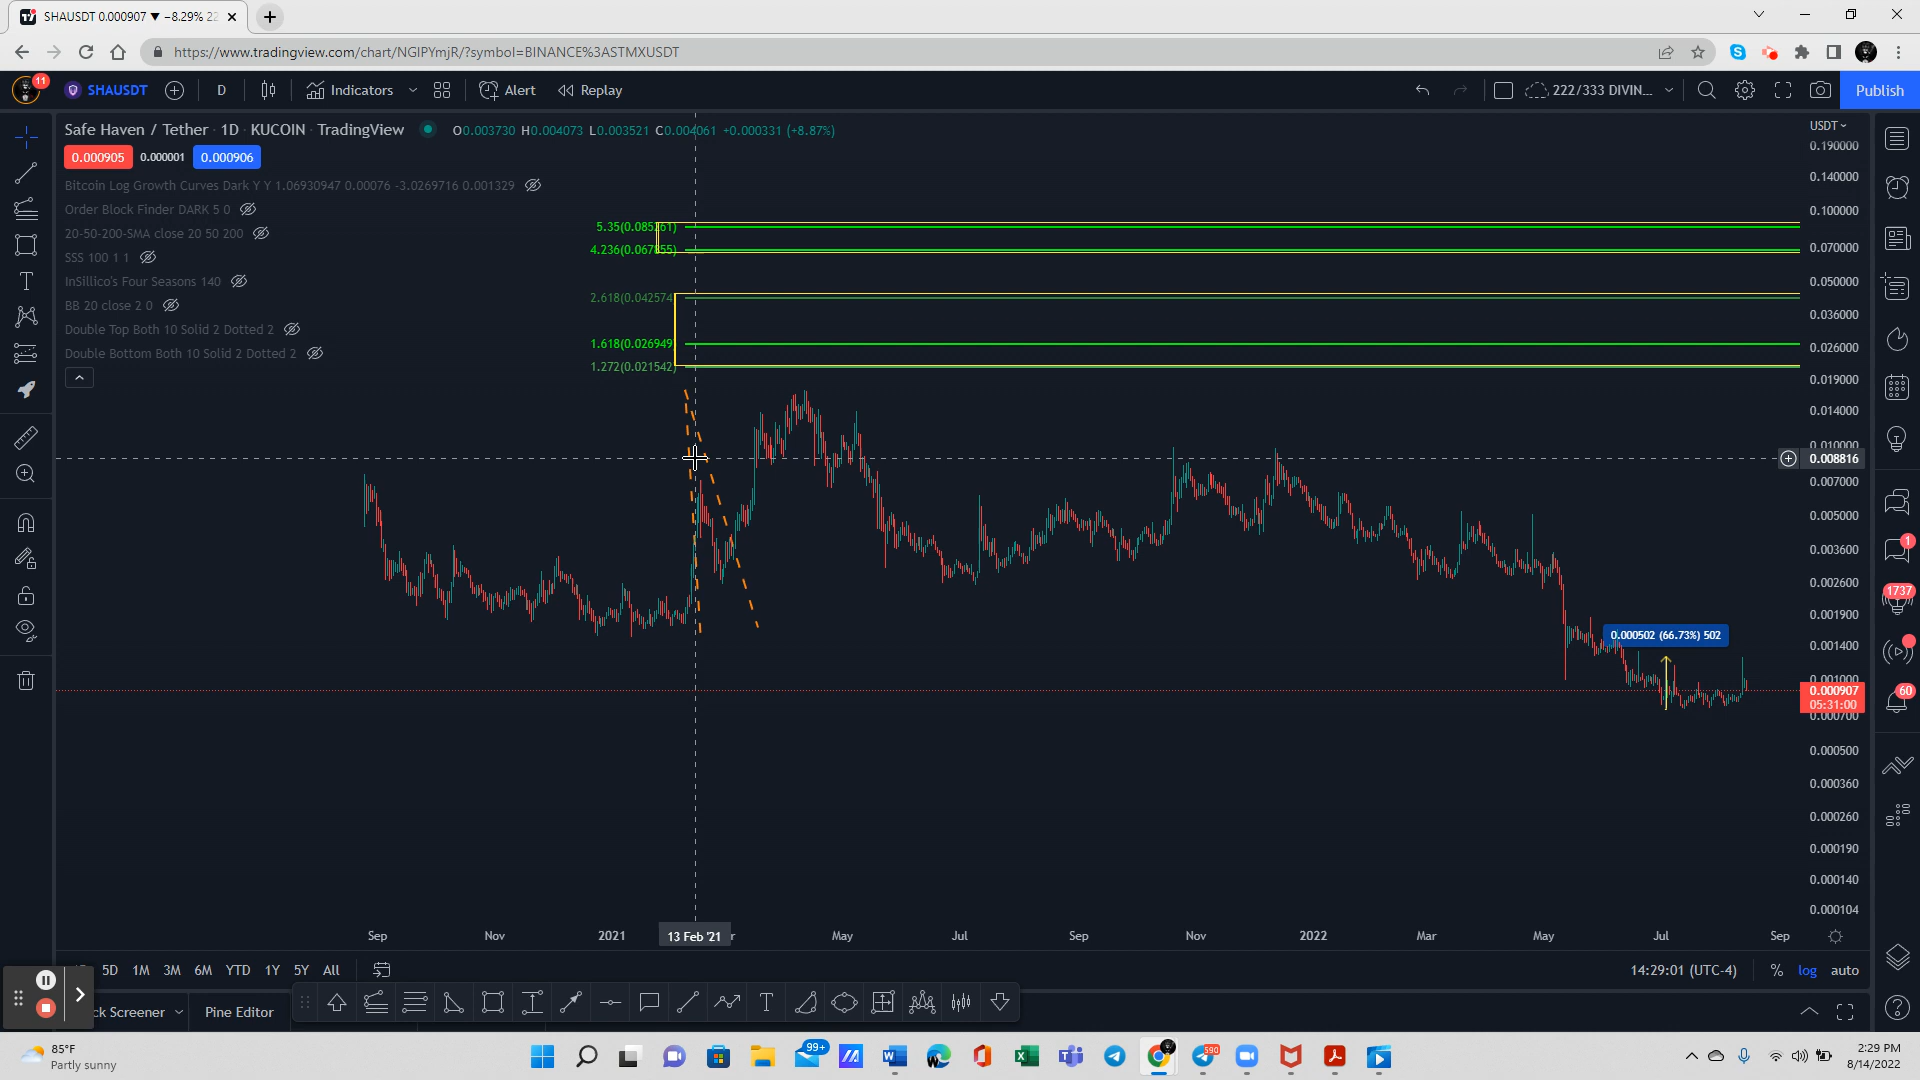 SHAUSDT 0.000907 ▼ −8.29% 22
https://www.tradingview.com/chart/NGIPYmjR/?symbol=BINANCE%3ASTMXUSDT
11
SHAUSDT
D
Indicators
Alert
Replay
222/333 DIVIN...
Publish
Safe Haven / Tether · 1D · KUCOIN · TradingView
O0.003730 H0.004073 L0.003521 C0.004061 +0.000331 (+8.87%)
USDT
0.000905
0.000001
0.000906
Bitcoin Log Growth Curves Dark Y Y 1.06930947 0.00076 -3.0269716 0.001329
Order Block Finder DARK 5 0
20-50-200-SMA close 20 50 200
SSS 100 1 1
InSillico's Four Seasons 140
BB 20 close 2 0
Double Top Both 10 Solid 2 Dotted 2
Double Bottom Both 10 Solid 2 Dotted 2
4.236(0.067855)
2.618(0.042574)
1.618(0.026949)
1.272(0.021542)
0.190000
0.140000
0.100000
0.070000
0.050000
0.036000
0.026000
0.019000
0.014000
0.010000
0.008816
0.007000
0.005000
0.003600
0.002600
0.001900
0.001400
0.001000
0.000907
05:31:00
0.000700
0.000500
0.000360
0.000260
0.000190
0.000140
0.000104
0.000502 (66.73%) 502
1
1737
60
Sep
Nov
2021
13 Feb '21
May
Jul
Sep
Nov
2022
Mar
May
Jul
Sep
5D
1M
3M
6M
YTD
1Y
5Y
All
14:29:01 (UTC-4)
%
log
auto
ck Screener
Pine Editor
85°F
Partly sunny
99+
590
2:29 PM
8/14/2022